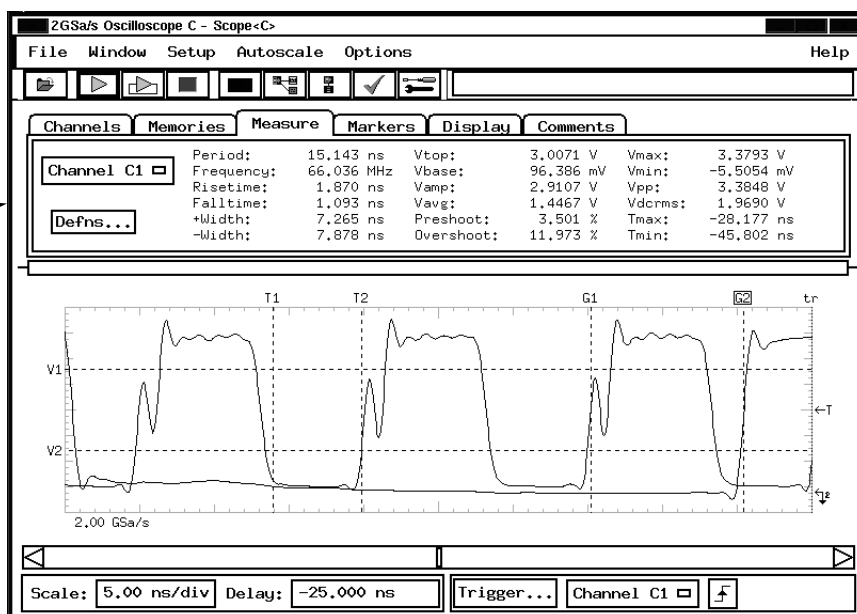 2GSa/s Oscilloscope C - Scope<C>
File Window Setup Autoscale Options Help
Channels Memories Measure Markers Display Comments
Channel C1
Defns...
Period: 15.143 ns Vtop: 3.0071 V Vmax: 3.3793 V
Frequency: 66.036 MHz Vbase: 96.386 mV Vmin: -5.5054 mV
Risetime: 1.870 ns Vamp: 2.9107 V Vpp: 3.3848 V
Falltime: 1.093 ns Vavg: 1.4467 V Vdcrms: 1.9690 V
+Width: 7.265 ns Preshoot: 3.501 % Tmax: -28.177 ns
-Width: 7.878 ns Overshoot: 11.973 % Tmin: -45.802 ns
T1 T2 G1 G2 tr
V1
T
V2
2
2.00 GSa/s
Scale: 5.00 ns/div Delay: -25.000 ns Trigger... Channel C1